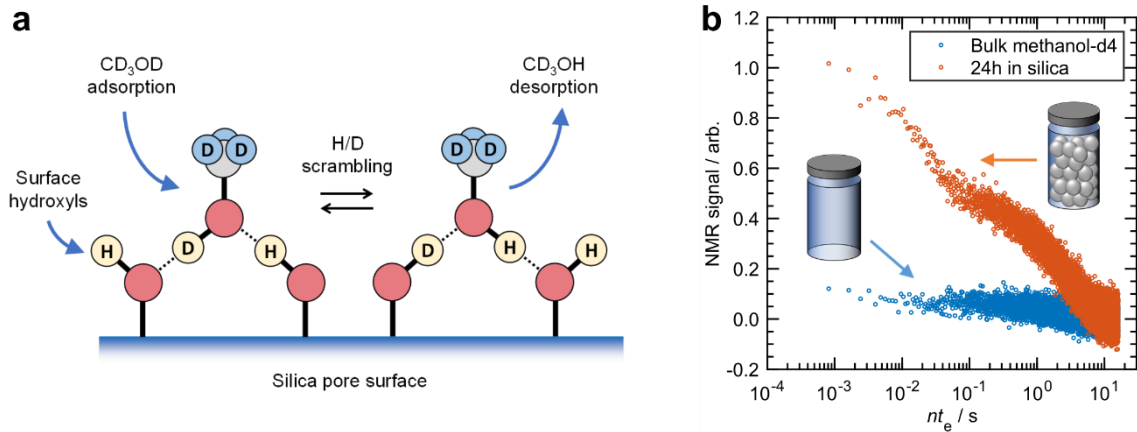 a
CD3OD
adsorption
CD3OH
desorption
D
D
H/D
scrambling
D
D
Surface
hydroxyls
H
D
H
D
H
H
Silica pore surface
b
NMR signal / arb.
1.2
1.0
0.8
0.6
0.4
0.2
0.0
-0.2
Bulk methanol-d4
24h in silica
10-4
10-3
10-2
10-1
100
101
nte / s